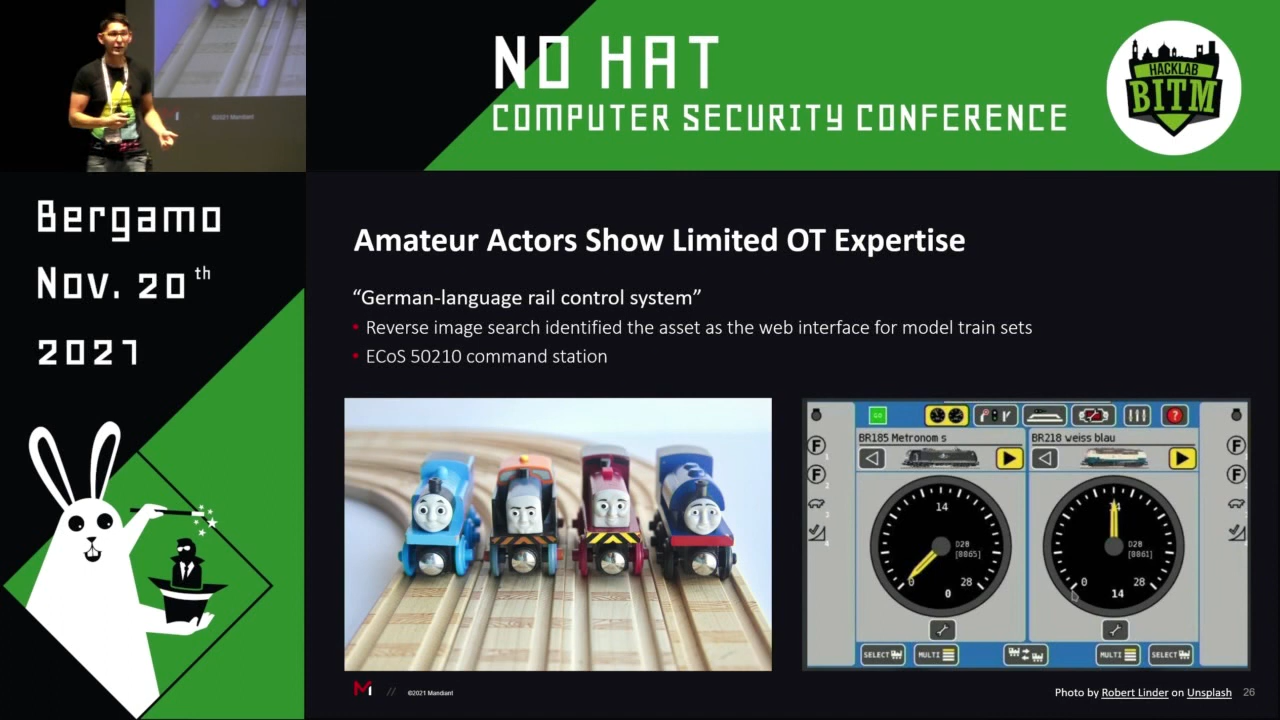 ©2021 Mandiant
NO HAT
COMPUTER SECURITY CONFERENCE
HACKLAB
BITM
Bergamo
Nov. 20th
2021
Amateur Actors Show Limited OT Expertise
“German-language rail control system”
• Reverse image search identified the asset as the web interface for model train sets
• ECoS 50210 command station
GO
?
BR185 Metronom s
BR218 weiss blau
F
F
F
F
14
D28
[0065]
0
28
0
14
D28
[0061]
0
28
14
SELECT
MULTI
MULTI
SELECT
M
//
©2021 Mandiant
Photo by Robert Linder on Unsplash
26